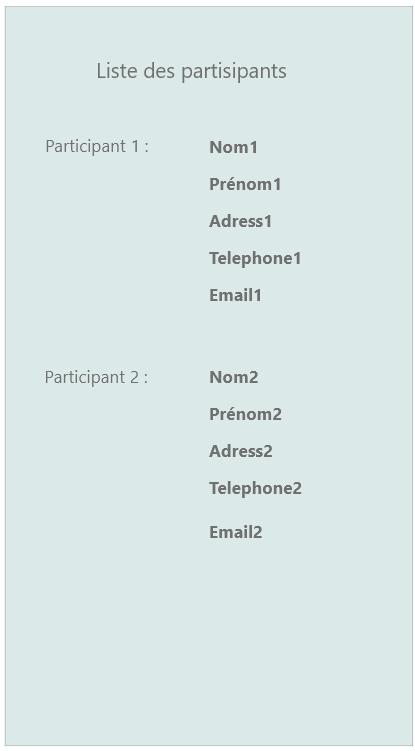 Liste des partisipants
Participant 1 : Nom1
Prénom1
Adress1
Telephone1
Email1
Participant 2 : Nom2
Prénom2
Adress2
Telephone2
Email2